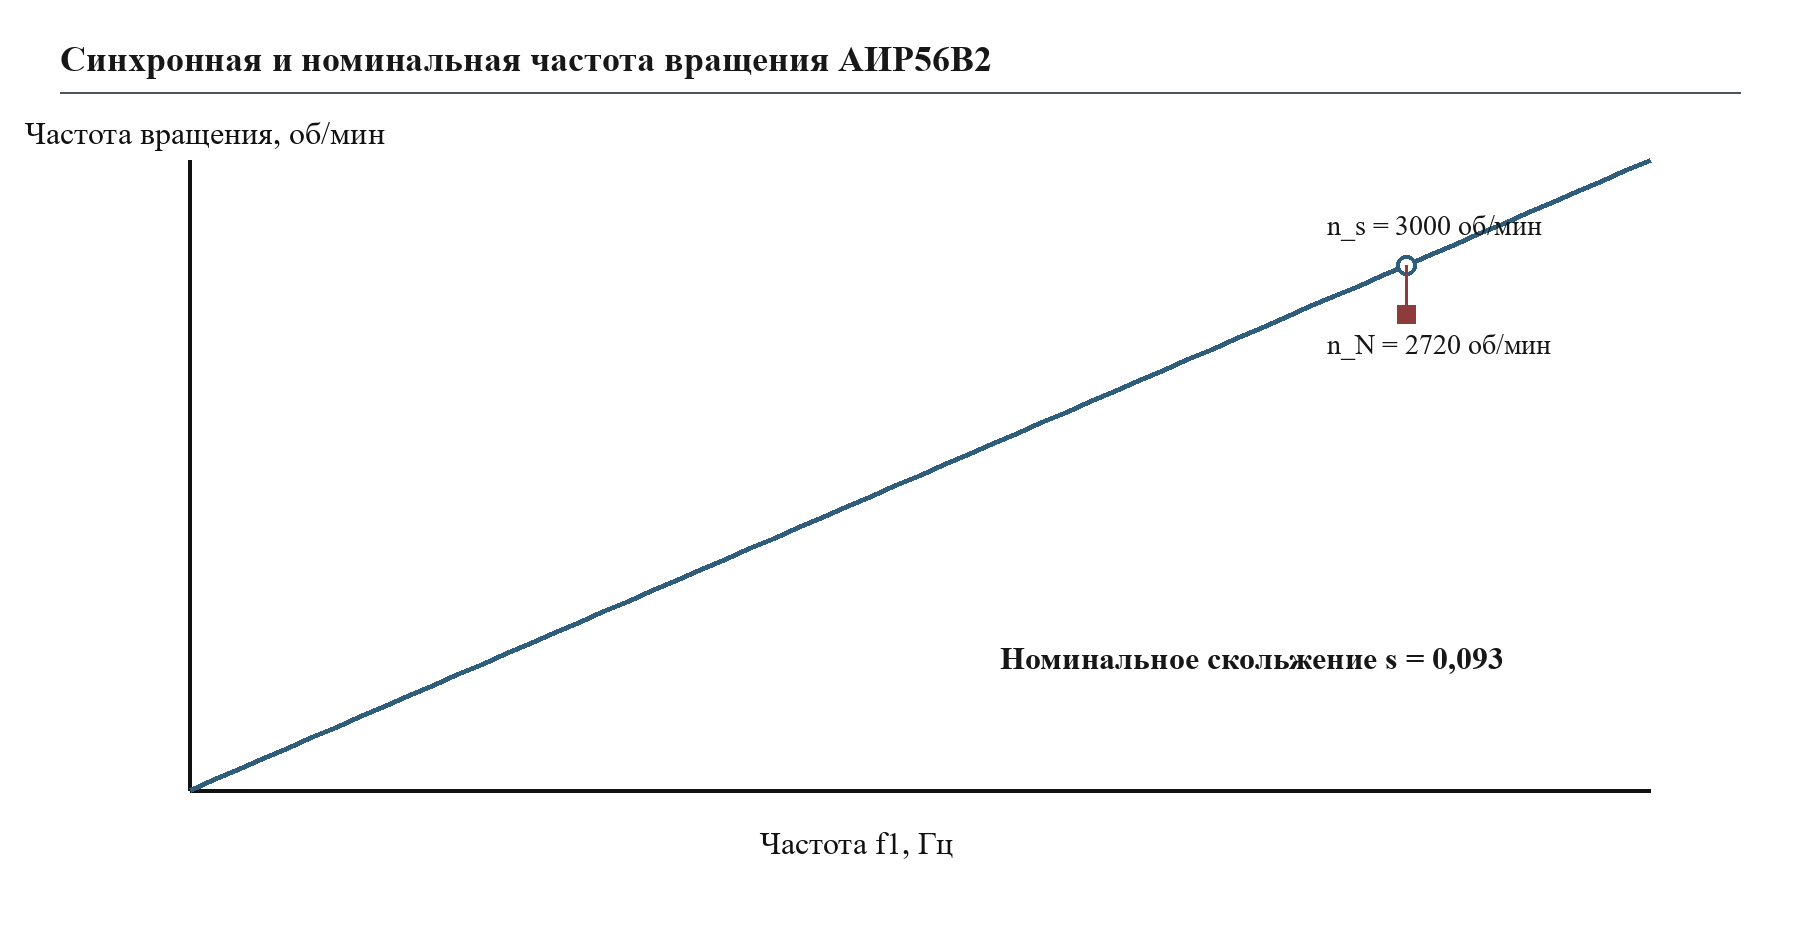 Синхронная и номинальная частота вращения АИР56В2
Частота вращения, об/мин
n_s = 3000 об/мин
n_N = 2720 об/мин
Номинальное скольжение s = 0,093
Частота f1, Гц